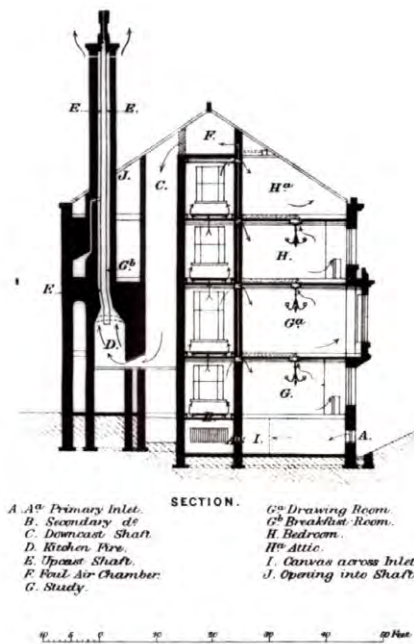 E.
E.
F.
J.
C.
Hª
Gᵇ
H.
E
Gª
D.
G.
B
I.
A.
SECTION.
A. Aª Primary Inlet.
B. Secondary dº
C. Downcast Shaft.
D. Kitchen Fire.
E. Upcast Shaft.
F. Foul Air Chamber.
G. Study.
Gª Drawing Room.
Gᵇ Breakfast Room.
H. Bedroom.
Hª Attic.
I. Canvas across Inlet
J. Opening into Shaft
10 5 0 10 20 30 40 50 Feet